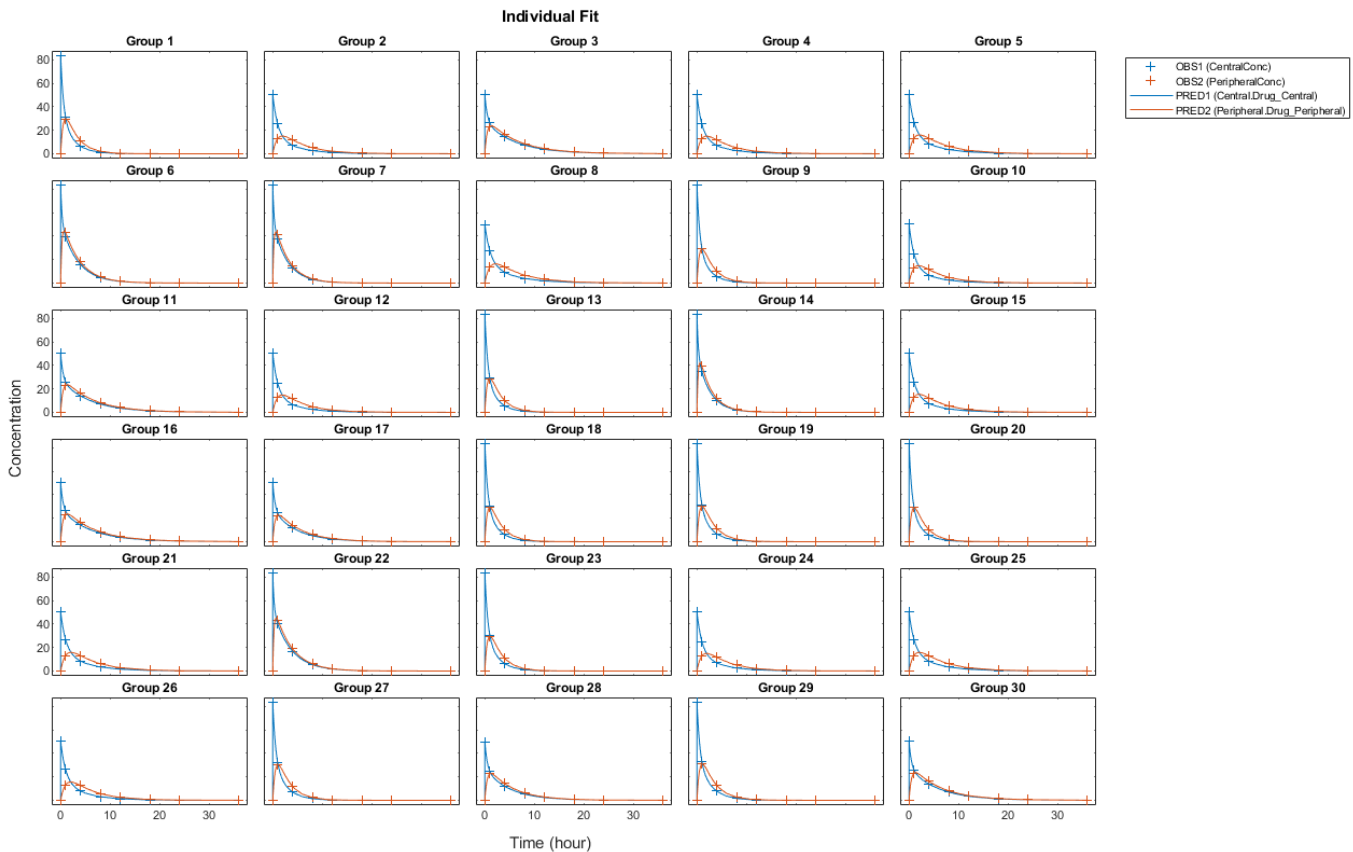 Individual Fit
Group 1
Group 2
Group 3
Group 4
Group 5
80
60
40
20
0
OBS1 (CentralConc)
OBS2 (PeripheralConc)
PRED1 (Central.Drug_Central)
PRED2 (Peripheral.Drug_Peripheral)
Group 6
Group 7
Group 8
Group 9
Group 10
Group 11
Group 12
Group 13
Group 14
Group 15
80
60
40
20
0
Concentration
Group 16
Group 17
Group 18
Group 19
Group 20
Group 21
Group 22
Group 23
Group 24
Group 25
80
60
40
20
0
Group 26
Group 27
Group 28
Group 29
Group 30
0 10 20 30
0 10 20 30
0 10 20 30
Time (hour)